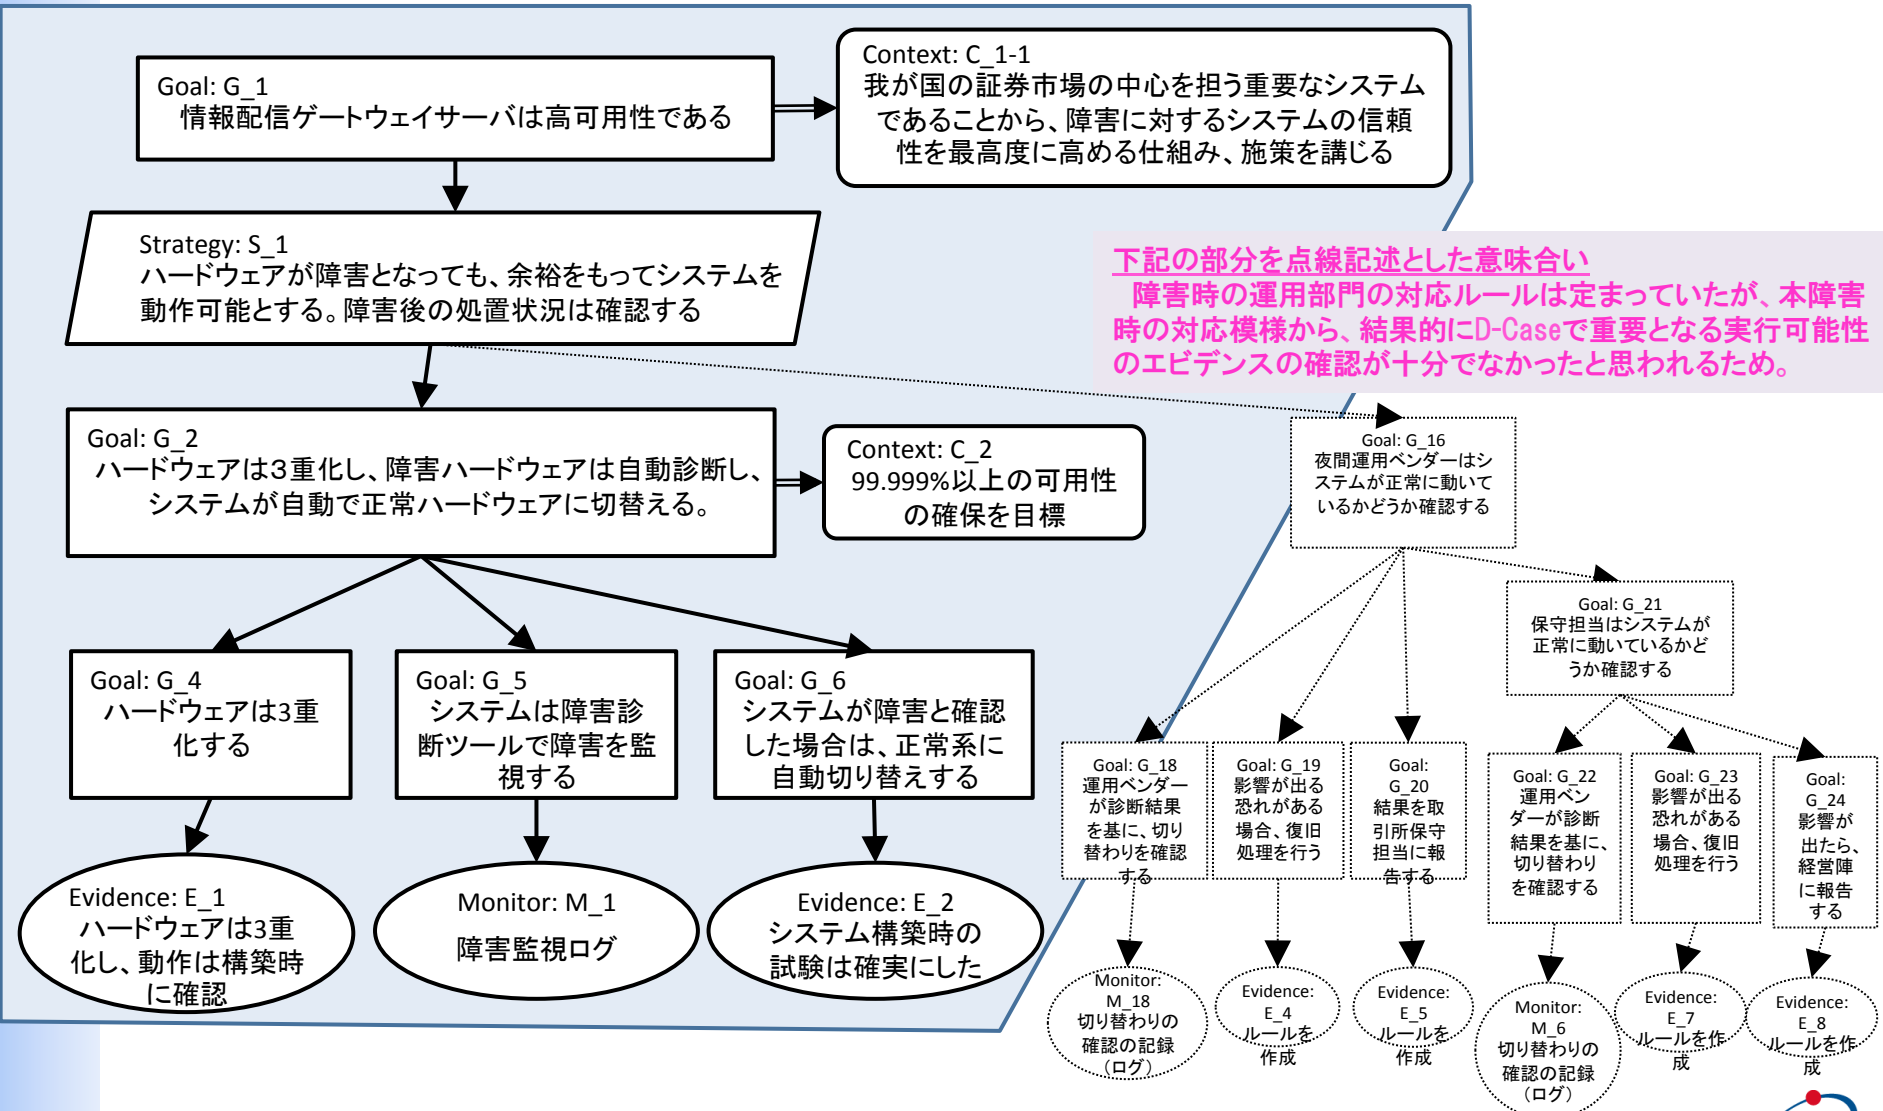 Goal: G_1
情報配信ゲートウェイサーバは高可用性である
Context: C_1-1
我が国の証券市場の中心を担う重要なシステム
であることから、障害に対するシステムの信頼
性を最高度に高める仕組み、施策を講じる
Strategy: S_1
ハードウェアが障害となっても、余裕をもってシステムを
動作可能とする。障害後の処置状況は確認する
下記の部分を点線記述とした意味合い
障害時の運用部門の対応ルールは定まっていたが、本障害
時の対応模様から、結果的にD-Caseで重要となる実行可能性
のエビデンスの確認が十分でなかったと思われるため。
Goal: G_2
ハードウェアは３重化し、障害ハードウェアは自動診断し、
システムが自動で正常ハードウェアに切替える。
Context: C_2
99.999%以上の可用性
の確保を目標
Goal: G_16
夜間運用ベンダーはシ
ステムが正常に動いて
いるかどうか確認する
Goal: G_21
保守担当はシステムが
正常に動いているかど
うか確認する
Goal: G_4
ハードウェアは3重
化する
Goal: G_5
システムは障害診
断ツールで障害を監
視する
Goal: G_6
システムが障害と確認
した場合は、正常系に
自動切り替えする
Goal: G_18
運用ベンダー
が診断結果
を基に、切り
替わりを確認
する
Goal: G_19
影響が出る
恐れがある
場合、復旧
処理を行う
Goal:
G_20
結果を取
引所保守
担当に報
告する
Goal: G_22
運用ベン
ダーが診断
結果を基に、
切り替わり
を確認する
Goal: G_23
影響が出る
恐れがある
場合、復旧
処理を行う
Goal:
G_24
影響が
出たら、
経営陣
に報告
する
Evidence: E_1
ハードウェアは3重
化し、動作は構築時
に確認
Monitor: M_1
障害監視ログ
Evidence: E_2
システム構築時の
試験は確実にした
Monitor:
M_18
切り替わりの
確認の記録
（ログ）
Evidence:
E_4
ルールを
作成
Evidence:
E_5
ルールを
作成
Monitor:
M_6
切り替わりの
確認の記録
（ログ）
Evidence:
E_7
ルールを作
成
Evidence:
E_8
ルールを作
成